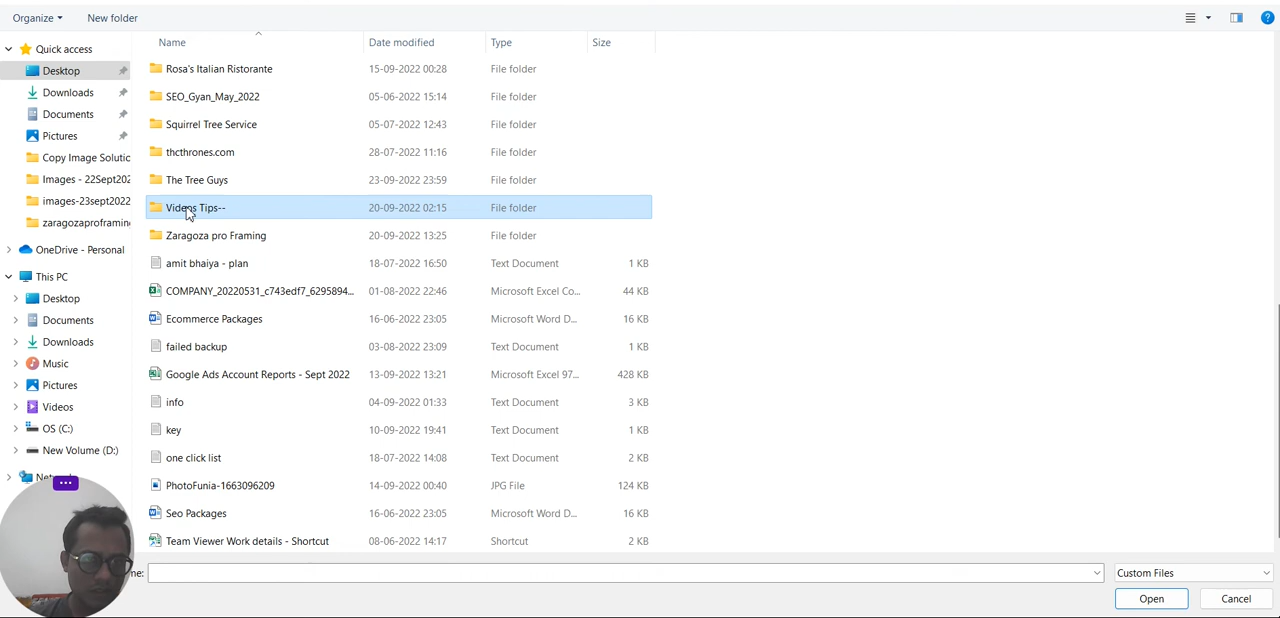 Organize New folder
Name Date modified Type Size
Quick access
Desktop
Downloads
Documents
Pictures
Copy Image Solutic
Images - 22Sept202
images-23sept2022
zaragozaproframin
OneDrive - Personal
This PC
Desktop
Documents
Downloads
Music
Pictures
Videos
OS (C:)
New Volume (D:)
Rosa's Italian Ristorante 15-09-2022 00:28 File folder
SEO_Gyan_May_2022 05-06-2022 15:14 File folder
Squirrel Tree Service 05-07-2022 12:43 File folder
thcthrones.com 28-07-2022 11:16 File folder
The Tree Guys 23-09-2022 23:59 File folder
Videos Tips-- 20-09-2022 02:15 File folder
Zaragoza pro Framing 20-09-2022 13:25 File folder
amit bhaiya - plan 18-07-2022 16:50 Text Document 1 KB
COMPANY_20220531_c743edf7_6295894... 01-08-2022 22:46 Microsoft Excel Co... 44 KB
Ecommerce Packages 16-06-2022 23:05 Microsoft Word D... 16 KB
failed backup 03-08-2022 23:09 Text Document 1 KB
Google Ads Account Reports - Sept 2022 13-09-2022 13:21 Microsoft Excel 97... 428 KB
info 04-09-2022 01:33 Text Document 3 KB
key 10-09-2022 19:41 Text Document 1 KB
one click list 18-07-2022 14:08 Text Document 2 KB
PhotoFunia-1663096209 14-09-2022 00:40 JPG File 124 KB
Seo Packages 16-06-2022 23:05 Microsoft Word D... 16 KB
Team Viewer Work details - Shortcut 08-06-2022 14:17 Shortcut 2 KB
me: Custom Files
Open Cancel